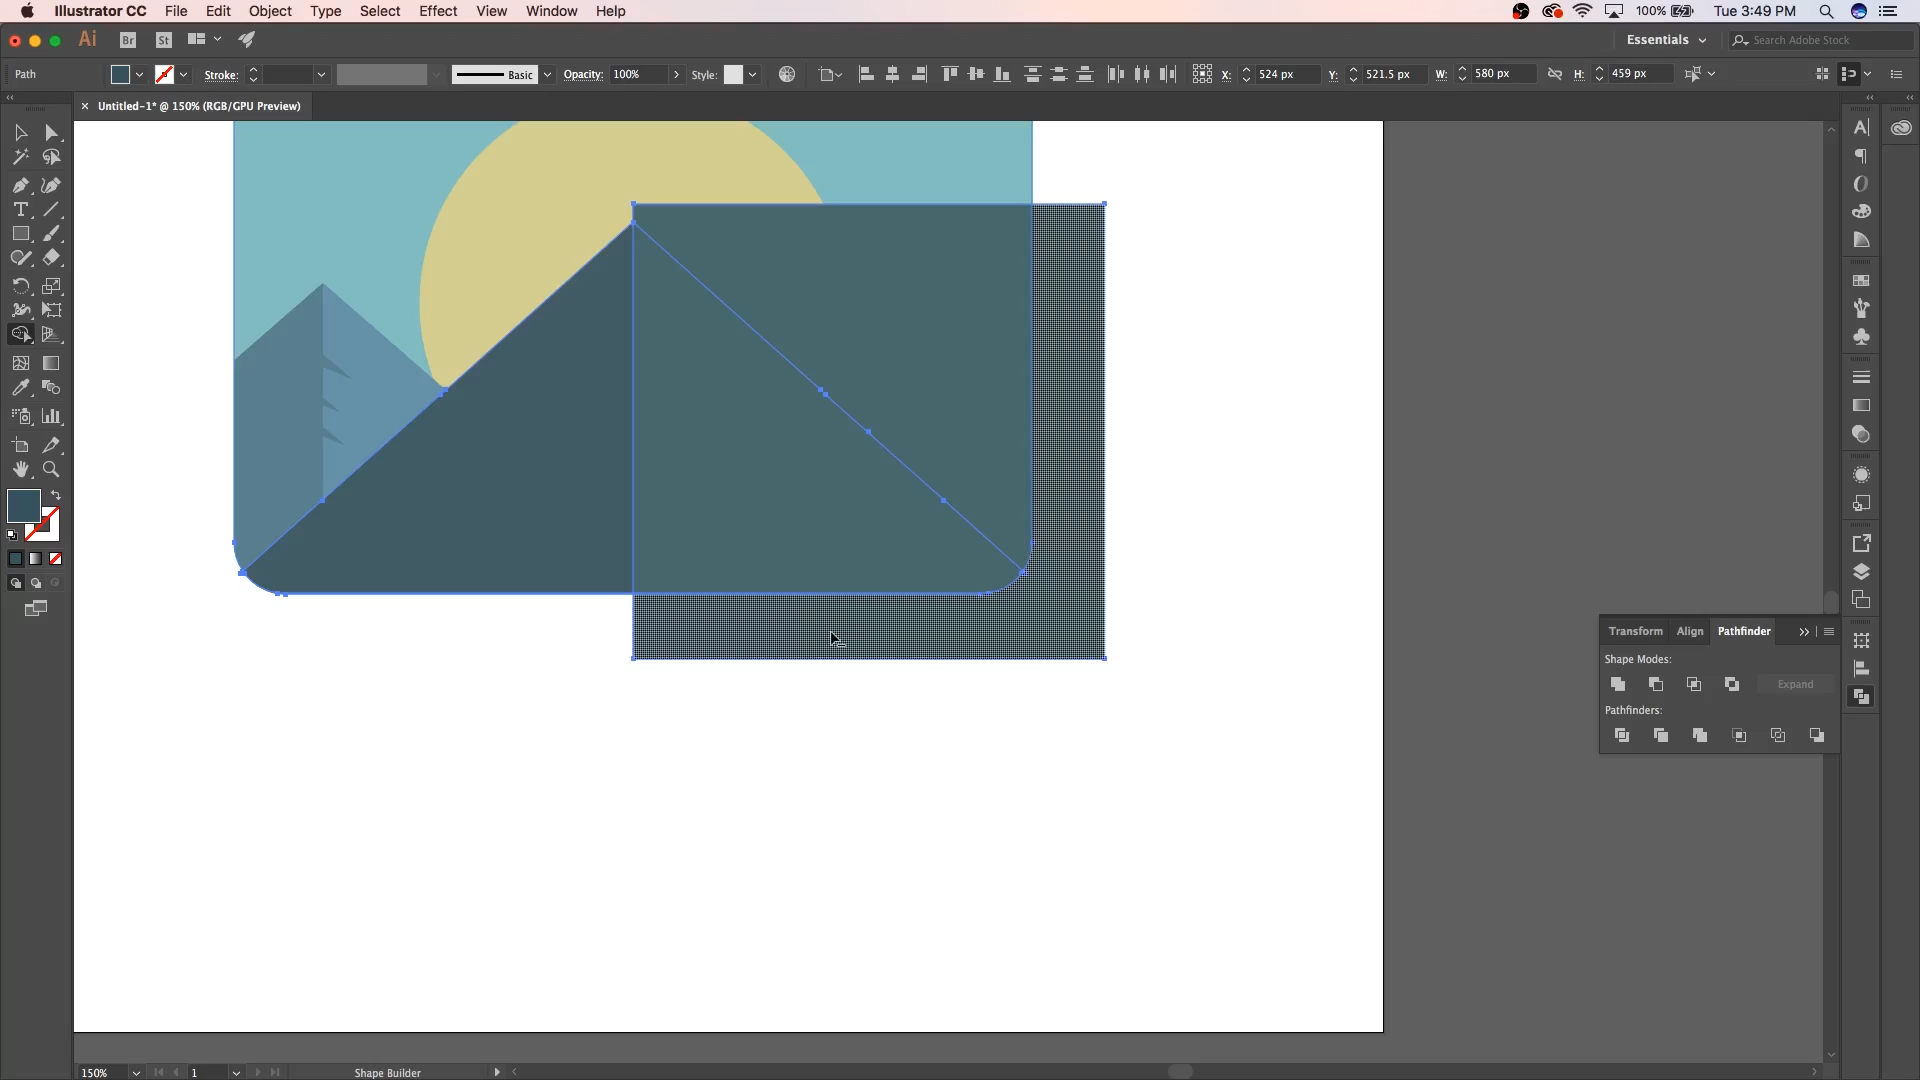 Illustrator CC File Edit Object Type Select Effect View Window Help 100% Tue 3:49 PM
Ai Br St Essentials Search Adobe Stock
Path Stroke: Basic Opacity: 100% Style: X: 524 px Y: 521.5 px W: 580 px H: 459 px
× Untitled-1* @ 150% (RGB/GPU Preview)
Transform Align Pathfinder
Shape Modes:
Expand
Pathfinders:
150% 1 Shape Builder